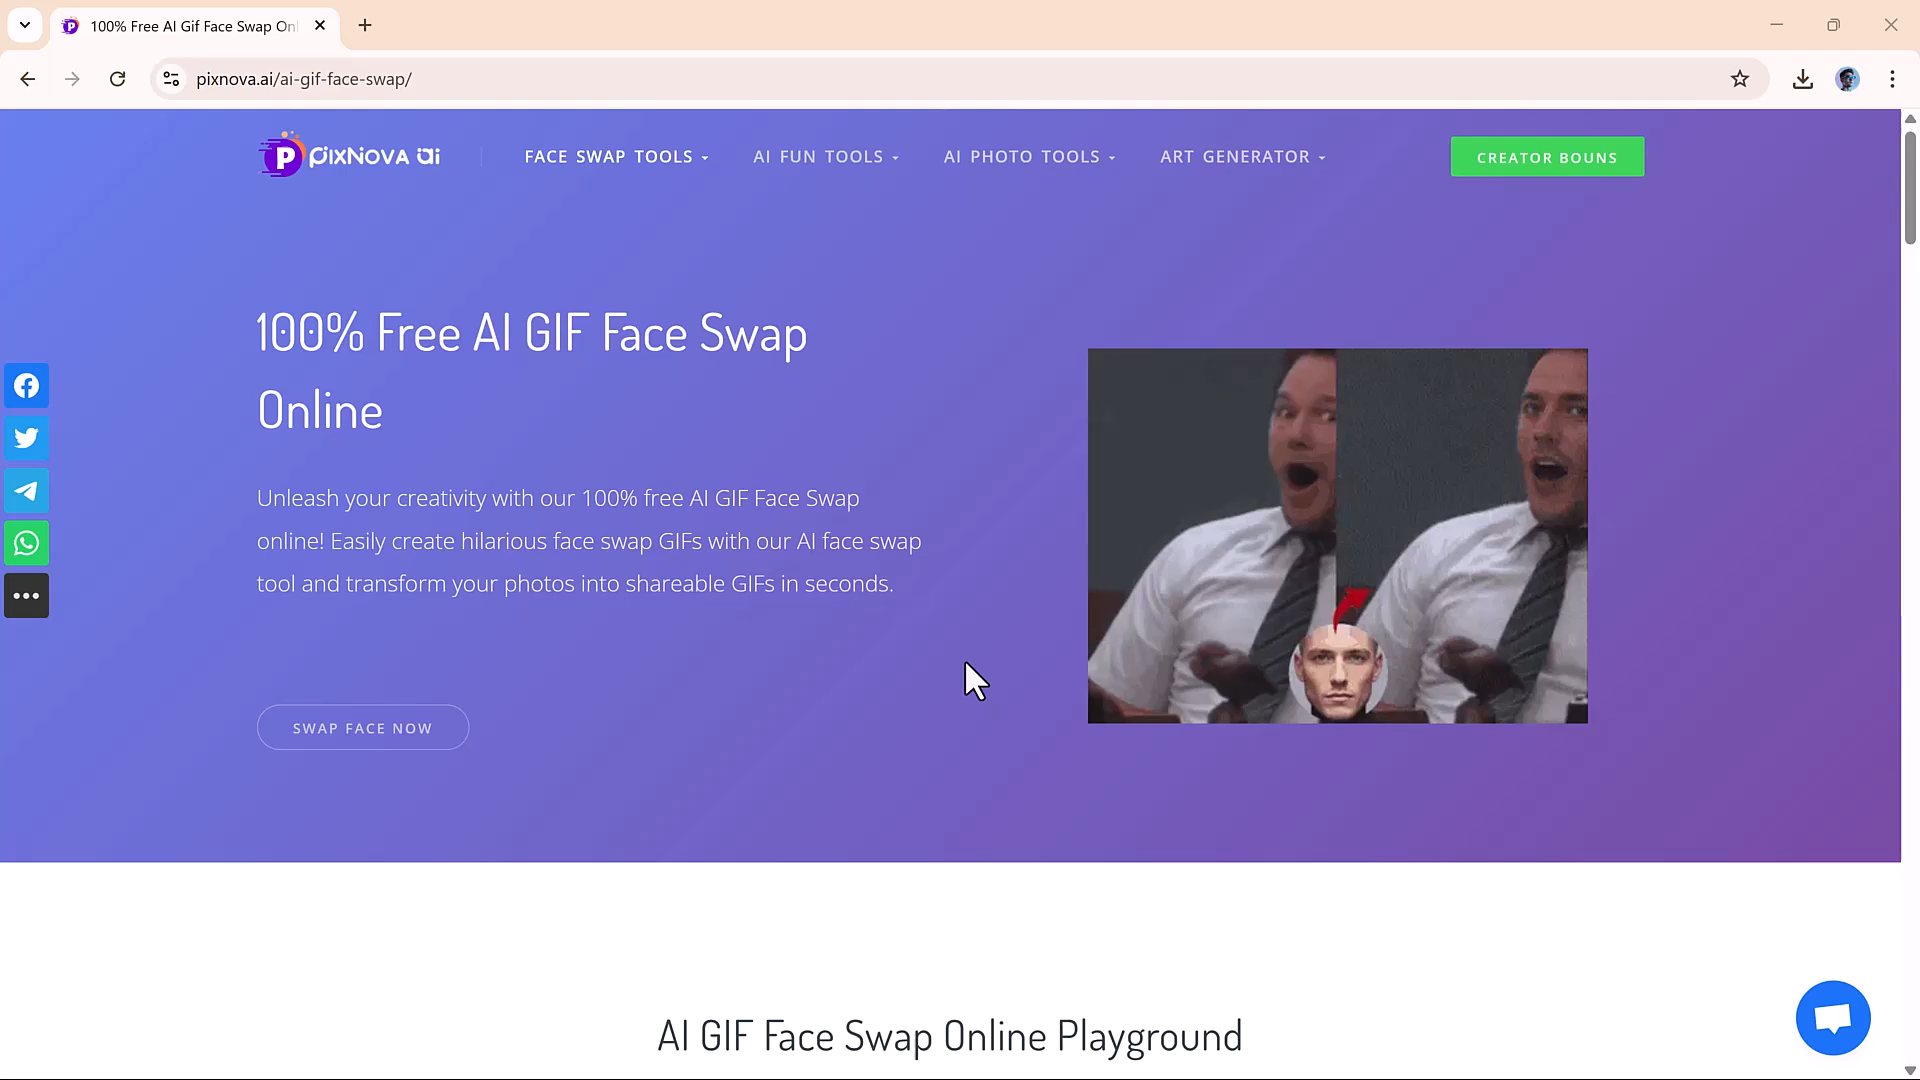 100% Free AI Gif Face Swap Onl
pixnova.ai/ai-gif-face-swap/
P PixNova ai
FACE SWAP TOOLS
AI FUN TOOLS
AI PHOTO TOOLS
ART GENERATOR
CREATOR BOUNS
100% Free AI GIF Face Swap
Online
Unleash your creativity with our 100% free AI GIF Face Swap
online! Easily create hilarious face swap GIFs with our AI face swap
tool and transform your photos into shareable GIFs in seconds.
SWAP FACE NOW
AI GIF Face Swap Online Playground